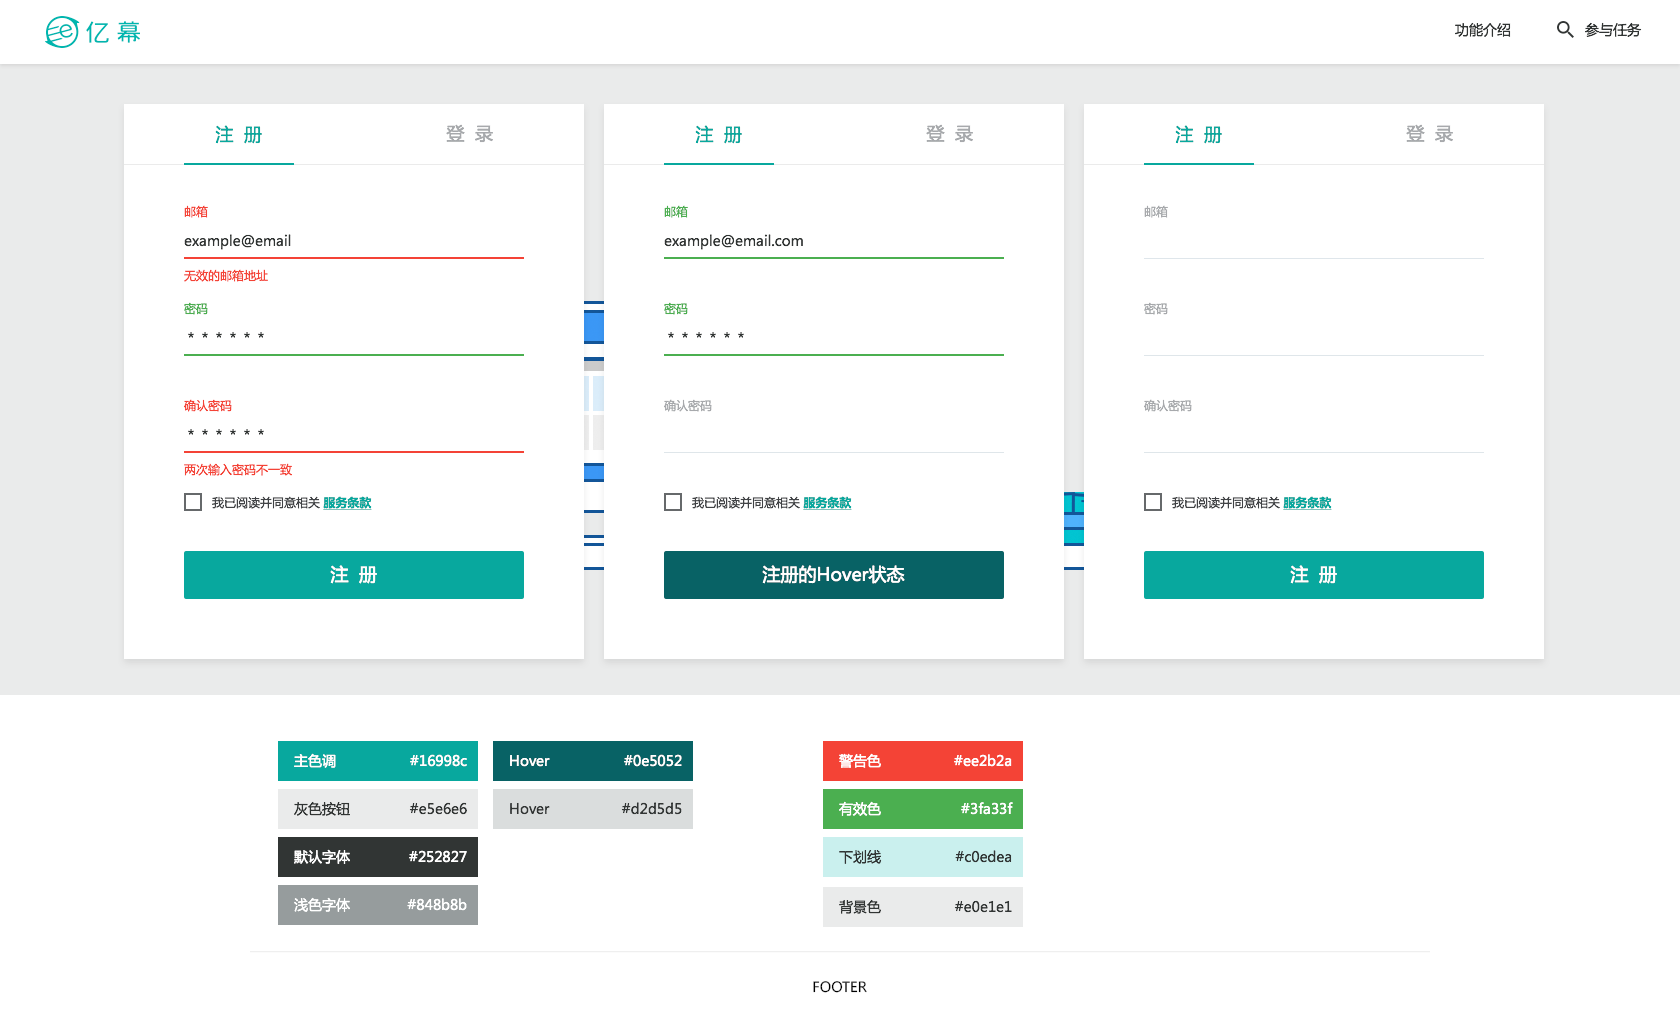 亿幕
功能介绍
参与任务
注 册
登 录
邮箱
example@email
无效的邮箱地址
密码
* * * * * *
确认密码
* * * * * *
两次输入密码不一致
我已阅读并同意相关 服务条款
注 册
注 册
登 录
邮箱
example@email.com
密码
* * * * * *
确认密码
我已阅读并同意相关 服务条款
注册的Hover状态
注 册
登 录
邮箱
密码
确认密码
我已阅读并同意相关 服务条款
注 册
主色调 #16998c
Hover #0e5052
警告色 #ee2b2a
灰色按钮 #e5e6e6
Hover #d2d5d5
有效色 #3fa33f
默认字体 #252827
下划线 #c0edea
浅色字体 #848b8b
背景色 #e0e1e1
FOOTER